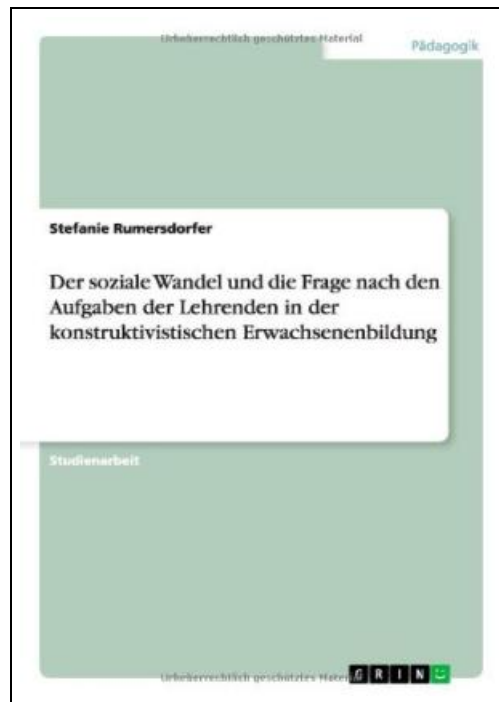 Urheberrechtlich geschütztes Material
Pädagogik
Stefanie Rumersdorfer
Der soziale Wandel und die Frage nach den
Aufgaben der Lehrenden in der
konstruktivistischen Erwachsenenbildung
Studienarbeit
Urheberrechtlich geschütztes Mater
GRIN